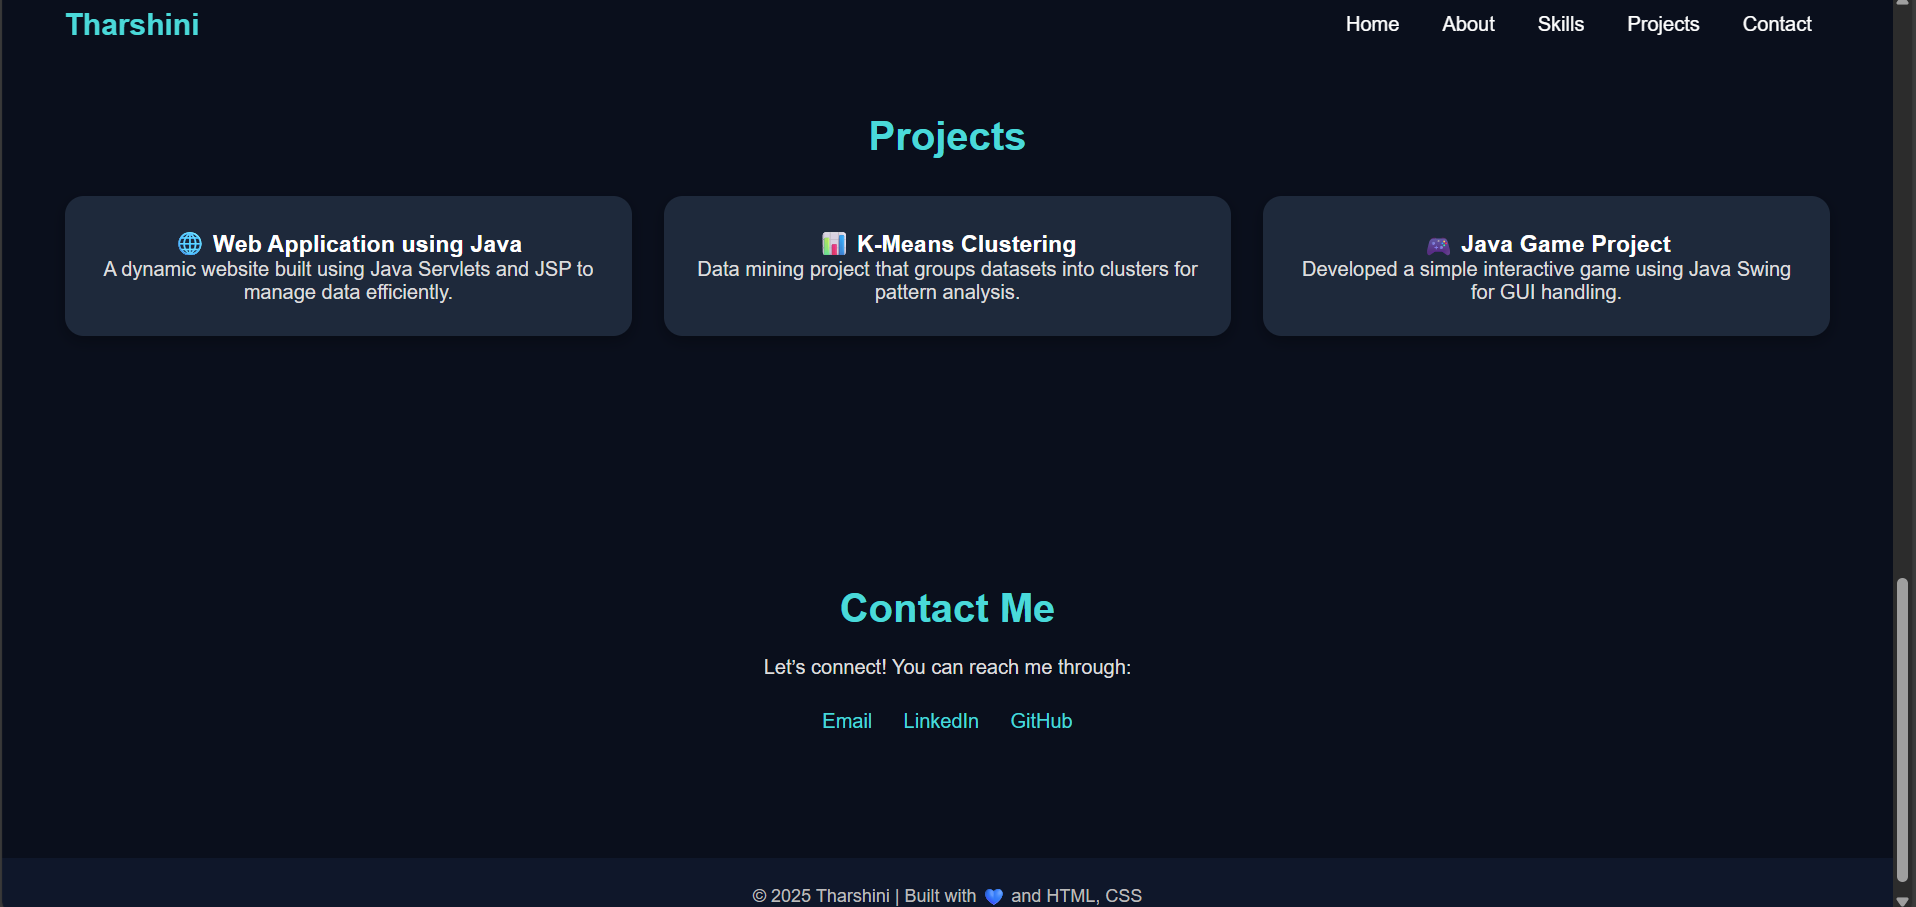 Tharshini
Home About Skills Projects Contact
Projects
🌐 Web Application using Java
A dynamic website built using Java Servlets and JSP to
manage data efficiently.
📊 K-Means Clustering
Data mining project that groups datasets into clusters for
pattern analysis.
🎮 Java Game Project
Developed a simple interactive game using Java Swing
for GUI handling.
Contact Me
Let’s connect! You can reach me through:
Email LinkedIn GitHub
© 2025 Tharshini | Built with 💙 and HTML, CSS